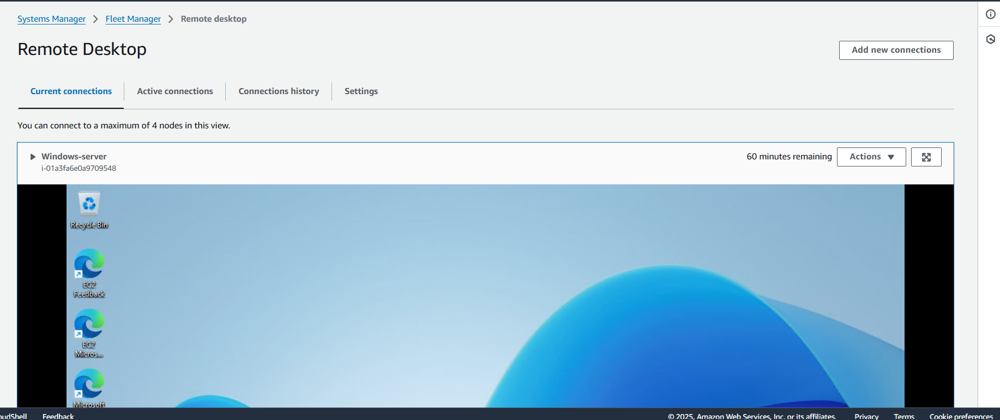 Systems Manager > Fleet Manager > Remote desktop
Remote Desktop
Add new connections
Current connections
Active connections
Connections history
Settings
You can connect to a maximum of 4 nodes in this view.
Windows-server
i-01a3fa6e0a9709548
60 minutes remaining
Actions
Recycle Bin
EC2
Feedback
EC2
Micros...
Microsoft
oudShell
Feedback
© 2025, Amazon Web Services, Inc. or its affiliates.
Privacy
Terms
Cookie preferences